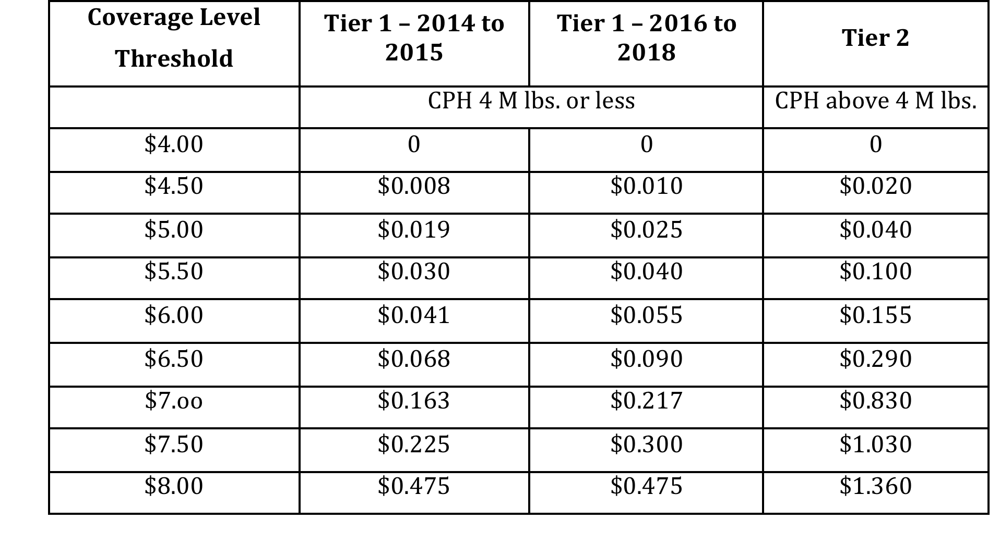 Coverage Level
Threshold
Tier 1 – 2014 to
2015
Tier 1 – 2016 to
2018
Tier 2
CPH 4 M lbs. or less
CPH above 4 M lbs.
$4.00 0 0 0
$4.50 $0.008 $0.010 $0.020
$5.00 $0.019 $0.025 $0.040
$5.50 $0.030 $0.040 $0.100
$6.00 $0.041 $0.055 $0.155
$6.50 $0.068 $0.090 $0.290
$7.oo $0.163 $0.217 $0.830
$7.50 $0.225 $0.300 $1.030
$8.00 $0.475 $0.475 $1.360